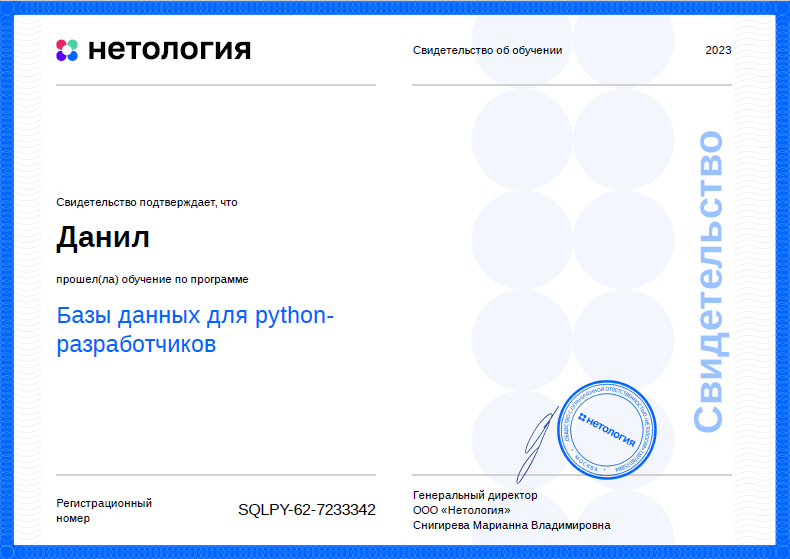 нетология
Свидетельство об обучении
2023
Свидетельство подтверждает, что
Данил
прошел(ла) обучение по программе
Базы данных для python-
разработчиков
Свидетельство
нетология
МОСКВА
Регистрационный
номер
SQLPY-62-7233342
Генеральный директор
ООО «Нетология»
Снигирева Марианна Владимировна